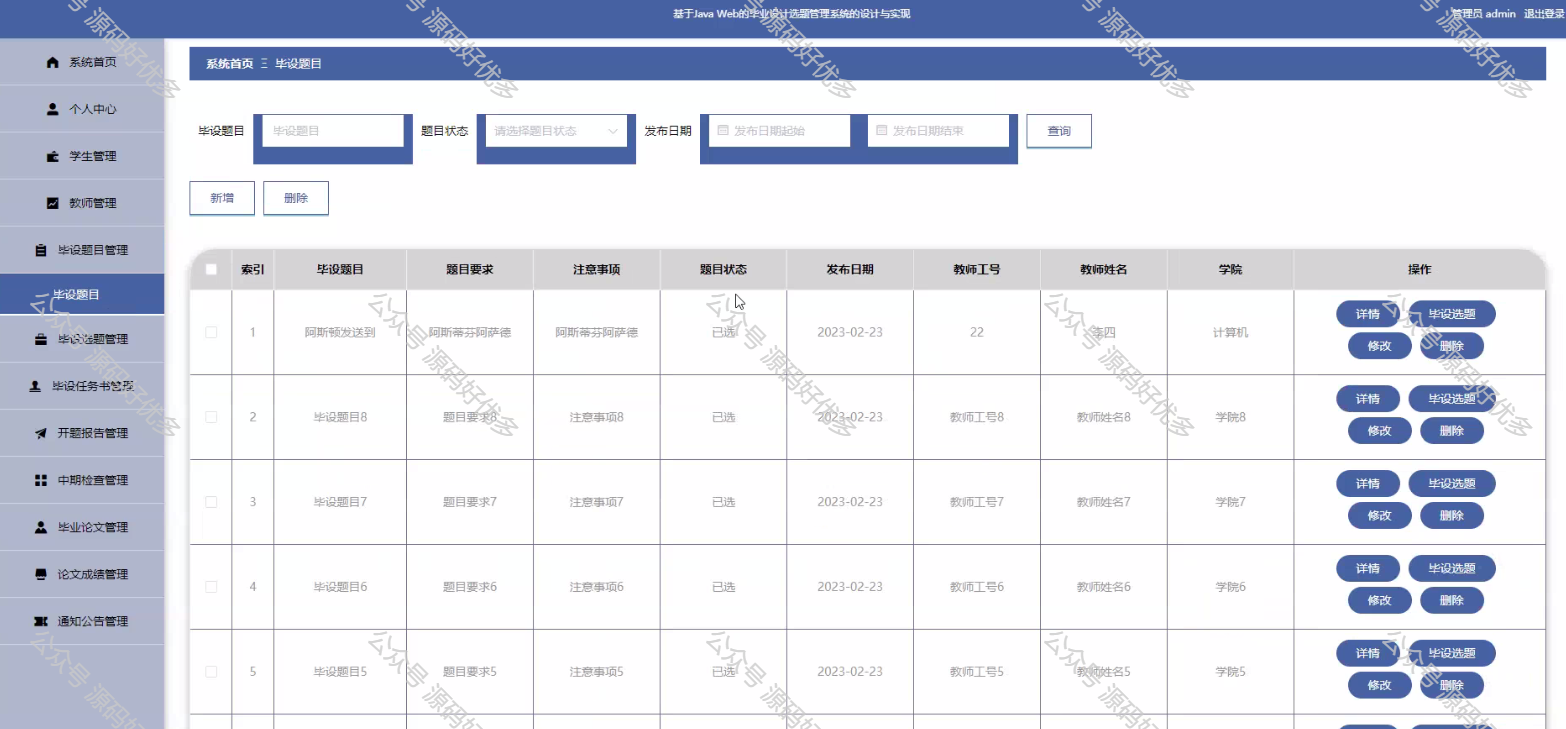 基于Java Web的毕业设计选题管理系统的设计与实现
管理员 admin 退出登录
系统首页
个人中心
学生管理
教师管理
毕设题目管理
毕设题目
毕设选题管理
毕设任务书管理
开题报告管理
中期检查管理
毕业论文管理
论文成绩管理
通知公告管理
系统首页 Ξ 毕设题目
毕设题目 毕设题目 题目状态 请选择题目状态 发布日期 发布日期起始 发布日期结束 查询
新增 删除
索引 毕设题目 题目要求 注意事项 题目状态 发布日期 教师工号 教师姓名 学院 操作
1 阿斯顿发送到 阿斯蒂芬阿萨德 阿斯蒂芬阿萨德 已选 2023-02-23 22 李四 计算机 详情 毕设选题
修改 删除
2 毕设题目8 题目要求8 注意事项8 已选 2023-02-23 教师工号8 教师姓名8 学院8 详情 毕设选题
修改 删除
3 毕设题目7 题目要求7 注意事项7 已选 2023-02-23 教师工号7 教师姓名7 学院7 详情 毕设选题
修改 删除
4 毕设题目6 题目要求6 注意事项6 已选 2023-02-23 教师工号6 教师姓名6 学院6 详情 毕设选题
修改 删除
5 毕设题目5 题目要求5 注意事项5 已选 2023-02-23 教师工号5 教师姓名5 学院5 详情 毕设选题
修改 删除
公众号 源码好优多